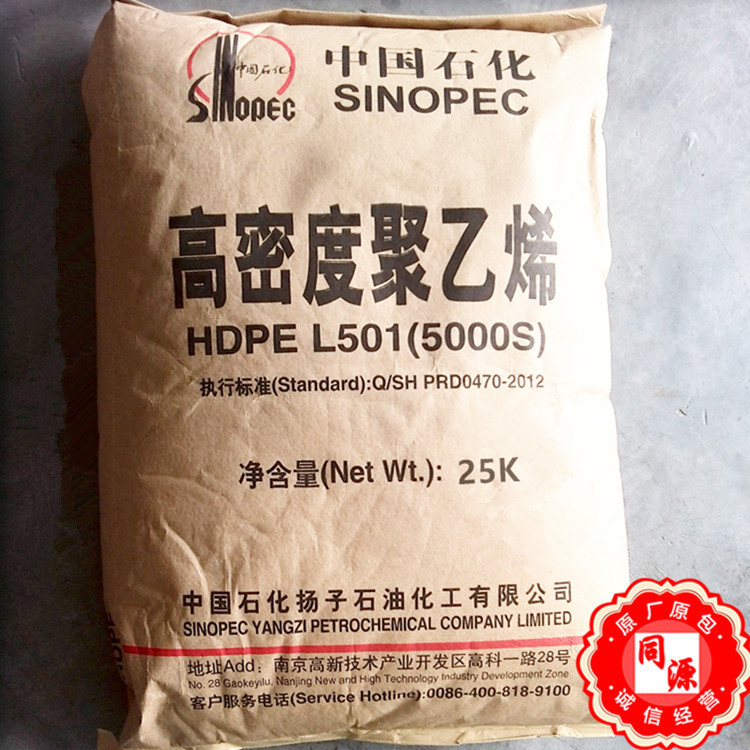 中国石化
SINOPEC
中国石化
SINOPEC
高密度聚乙烯
HDPE L501(5000S)
执行标准(Standard):Q/SH PRD0470-2012
净含量(Net Wt.): 25K
中国石化扬子石油化工有限公司
SINOPEC YANGZI PETROCHEMICAL COMPANY LIMITED
地址Add: 南京高新技术产业开发区高科一路28号
No. 28 Gaokeyilu, Nanjing New and High Technology Industry Development Zone
客户服务电话(Service Hotline):0086-400-818-9100
原厂原包
同源
诚信经营